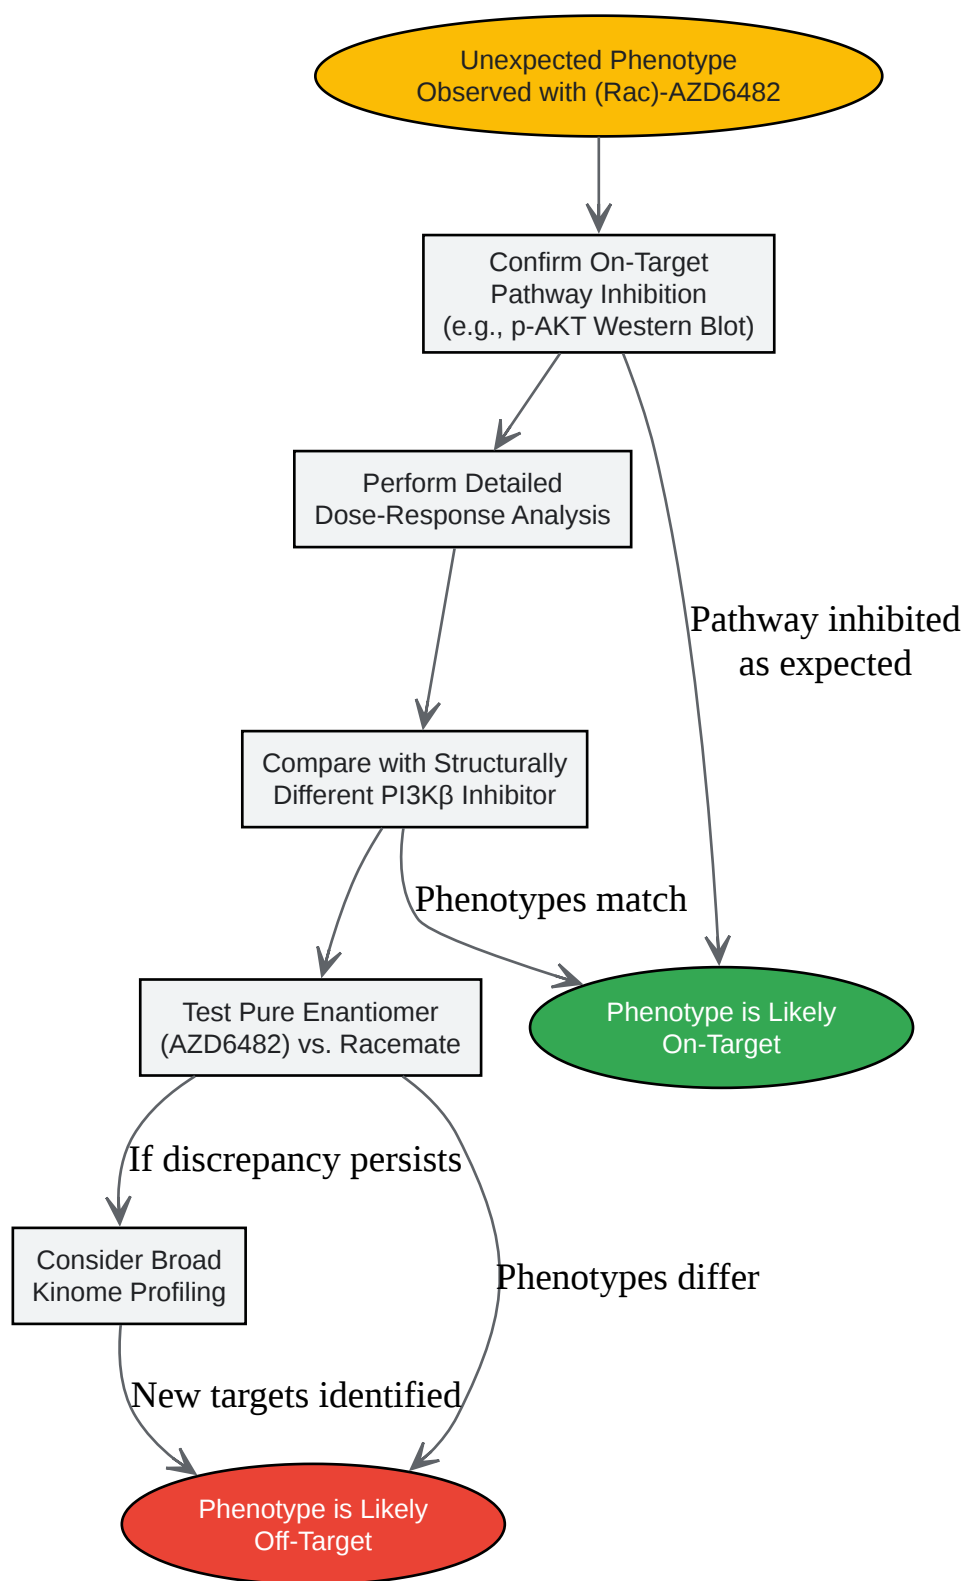 Unexpected Phenotype
Observed with (Rac)-AZD6482
Confirm On-Target
Pathway Inhibition
(e.g., p-AKT Western Blot)
Perform Detailed
Dose-Response Analysis
Pathway inhibited
as expected
Compare with Structurally
Different PI3Kβ Inhibitor
Phenotypes match
Test Pure Enantiomer
(AZD6482) vs. Racemate
Phenotype is Likely
On-Target
If discrepancy persists
Consider Broad
Kinome Profiling
Phenotypes differ
New targets identified
Phenotype is Likely
Off-Target